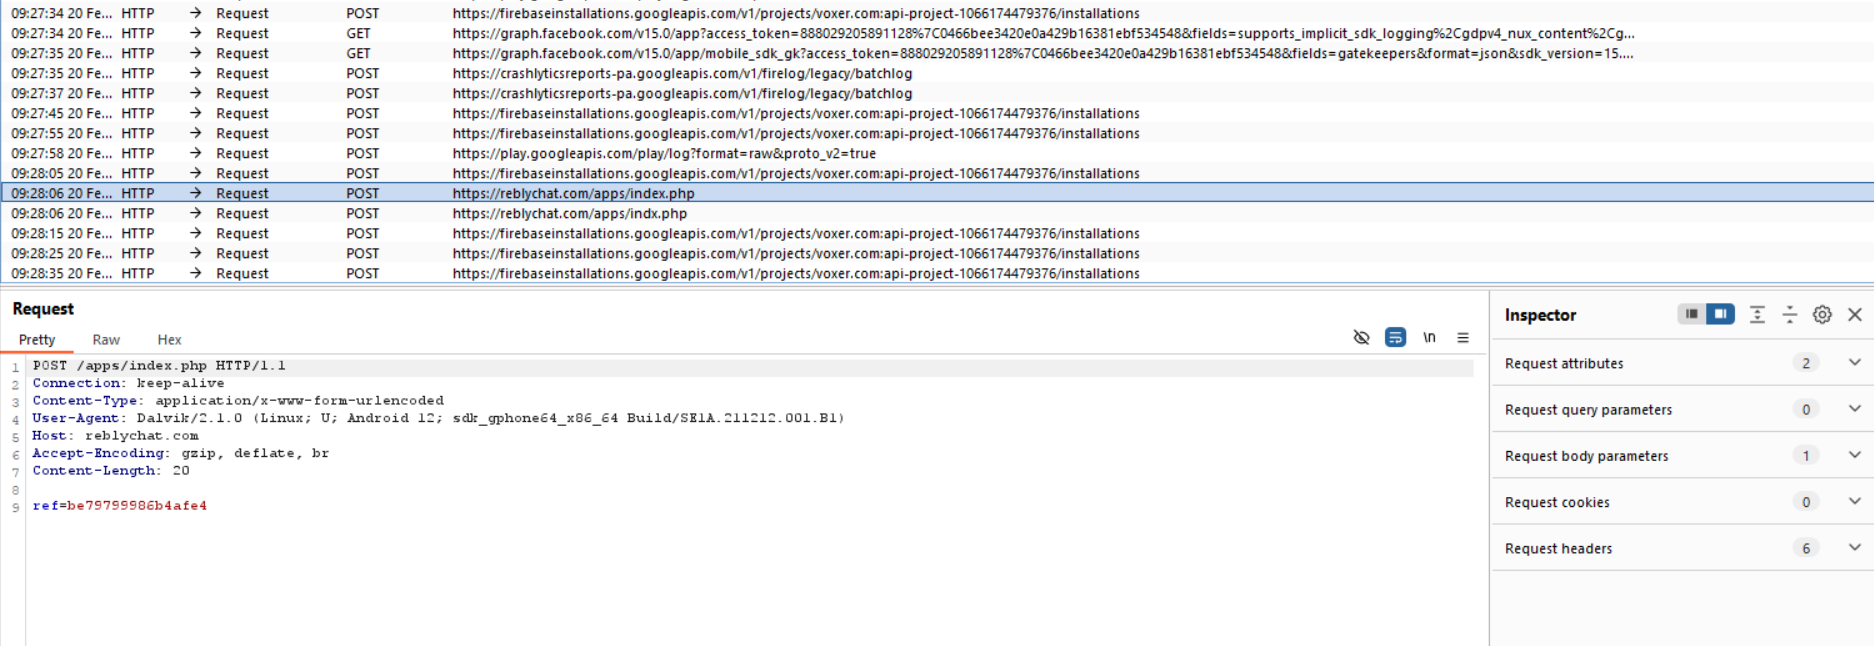 09:27:34 20 Fe... HTTP → Request POST https://firebaseinstallations.googleapis.com/v1/projects/voxer.com:api-project-1066174479376/installations
09:27:34 20 Fe... HTTP → Request GET https://graph.facebook.com/v15.0/app?access_token=888029205891128%7C0466bee3420e0a429b16381ebf534548&fields=supports_implicit_sdk_logging%2Cgdpv4_nux_content%2Cg...
09:27:35 20 Fe... HTTP → Request GET https://graph.facebook.com/v15.0/app/mobile_sdk_gk?access_token=888029205891128%7C0466bee3420e0a429b16381ebf534548&fields=gatekeepers&format=json&sdk_version=15....
09:27:35 20 Fe... HTTP → Request POST https://crashlyticsreports-pa.googleapis.com/v1/firelog/legacy/batchlog
09:27:37 20 Fe... HTTP → Request POST https://crashlyticsreports-pa.googleapis.com/v1/firelog/legacy/batchlog
09:27:45 20 Fe... HTTP → Request POST https://firebaseinstallations.googleapis.com/v1/projects/voxer.com:api-project-1066174479376/installations
09:27:55 20 Fe... HTTP → Request POST https://firebaseinstallations.googleapis.com/v1/projects/voxer.com:api-project-1066174479376/installations
09:27:58 20 Fe... HTTP → Request POST https://play.googleapis.com/play/log?format=raw&proto_v2=true
09:28:05 20 Fe... HTTP → Request POST https://firebaseinstallations.googleapis.com/v1/projects/voxer.com:api-project-1066174479376/installations
09:28:06 20 Fe... HTTP → Request POST https://reblychat.com/apps/index.php
09:28:06 20 Fe... HTTP → Request POST https://reblychat.com/apps/indx.php
09:28:15 20 Fe... HTTP → Request POST https://firebaseinstallations.googleapis.com/v1/projects/voxer.com:api-project-1066174479376/installations
09:28:25 20 Fe... HTTP → Request POST https://firebaseinstallations.googleapis.com/v1/projects/voxer.com:api-project-1066174479376/installations
09:28:35 20 Fe... HTTP → Request POST https://firebaseinstallations.googleapis.com/v1/projects/voxer.com:api-project-1066174479376/installations
Request
Pretty Raw Hex \n
1 POST /apps/index.php HTTP/1.1
2 Connection: keep-alive
3 Content-Type: application/x-www-form-urlencoded
4 User-Agent: Dalvik/2.1.0 (Linux; U; Android 12; sdk_gphone64_x86_64 Build/SE1A.211212.001.B1)
5 Host: reblychat.com
6 Accept-Encoding: gzip, deflate, br
7 Content-Length: 20
8
9 ref=be79799986b4afe4
Inspector
Request attributes 2
Request query parameters 0
Request body parameters 1
Request cookies 0
Request headers 6